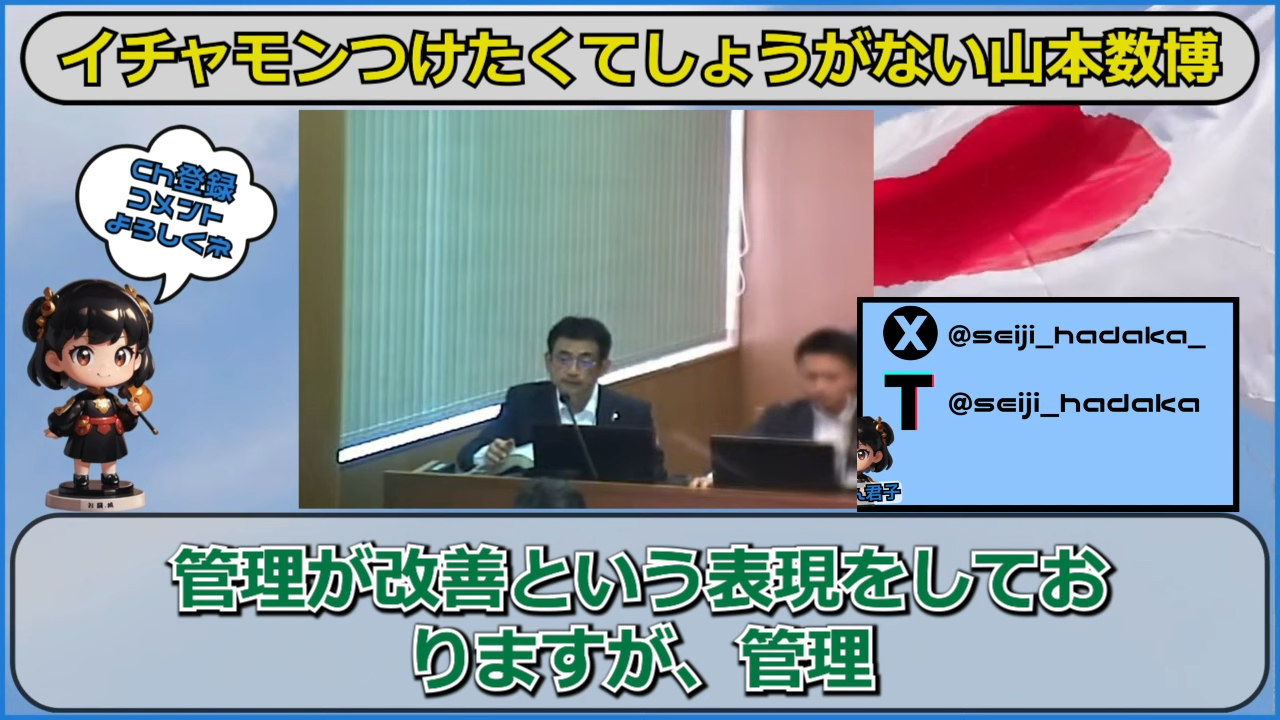 イチャモンつけたくてしょうがない山本数博
Ch登録
コメント
よろしくネ
@seiji_hadaka_
@seiji_hadaka
君子
管理が改善という表現をしてお
りますが、管理